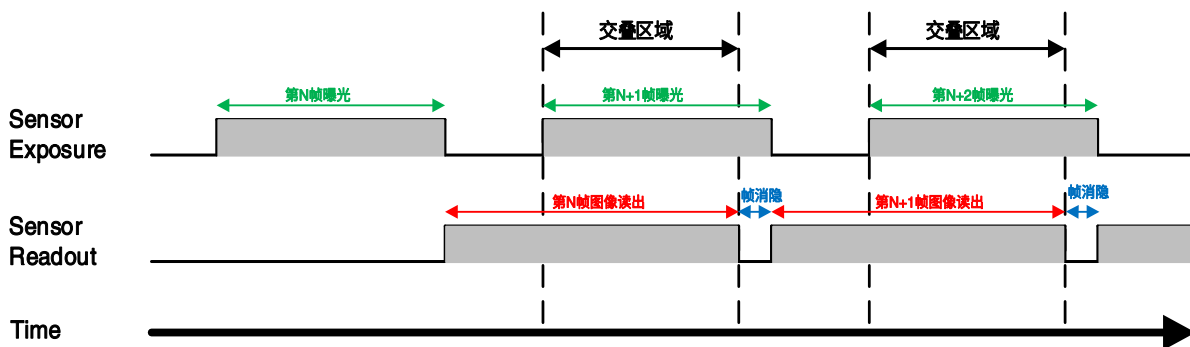 交叠区域
交叠区域
第N帧曝光
第N+1帧曝光
第N+2帧曝光
Sensor
Exposure
第N帧图像读出
帧消隐
第N+1帧图像读出
帧消隐
Sensor
Readout
Time